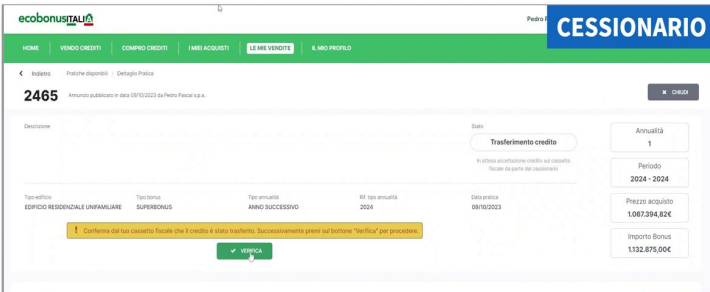 ecobonusITALIA
Pedro P
CESSIONARIO
HOME VENDO CREDITI COMPRO CREDITI I MIEI ACQUISTI LE MIE VENDITE IL MIO PROFILO
Indietro Pratiche disponibili Dettaglio Pratica
2465 Annuncio pubblicato in data 09/10/2023 da Pedro Pascal s.p.a.
CHIUDI
Descrizione
Stato
Trasferimento credito
In attesa accettazione credito sul cassetto
fiscale da parte del cessionario
Annualità
1
Periodo
2024 - 2024
Tipo edificio Tipo bonus Tipo annualità Rif. tipo annualità Data pratica
EDIFICIO RESIDENZIALE UNIFAMILIARE SUPERBONUS ANNO SUCCESSIVO 2024 09/10/2023
Prezzo acquisto
1.067.394,82€
! Conferma dal tuo cassetto fiscale che il credito è stato trasferito. Successivamente premi sul bottone "Verifica" per procedere.
VERIFICA
Importo Bonus
1.132.875,00€